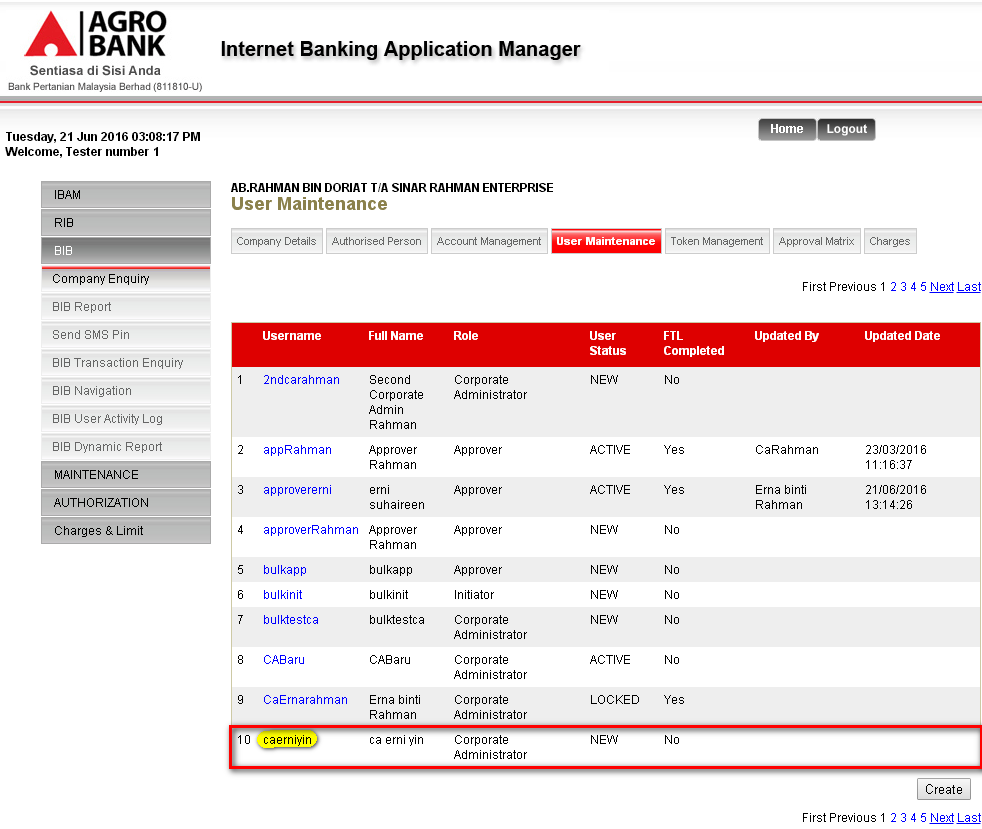 AGRO
BANK
Sentiasa di Sisi Anda
Bank Pertanian Malaysia Berhad (811810-U)
Internet Banking Application Manager
Tuesday, 21 Jun 2016 03:08:17 PM
Welcome, Tester number 1
Home Logout
IBAM
RIB
BIB
Company Enquiry
BIB Report
Send SMS Pin
BIB Transaction Enquiry
BIB Navigation
BIB User Activity Log
BIB Dynamic Report
MAINTENANCE
AUTHORIZATION
Charges & Limit
AB.RAHMAN BIN DORIAT T/A SINAR RAHMAN ENTERPRISE
User Maintenance
Company Details Authorised Person Account Management User Maintenance Token Management Approval Matrix Charges
First Previous 1 2 3 4 5 Next Last
Username Full Name Role User FTL Updated By Updated Date
Status Completed
1 2ndcarahman Second Corporate NEW No
Corporate Administrator
Admin
Rahman
2 appRahman Approver Approver ACTIVE Yes CaRahman 23/03/2016
Rahman 11:16:37
3 approvererni erni Approver ACTIVE Yes Erna binti 21/06/2016
suhaireen Rahman 13:14:26
4 approverRahman Approver Approver NEW No
Rahman
5 bulkapp bulkapp Approver NEW No
6 bulkinit bulkinit Initiator NEW No
7 bulktestca bulktestca Corporate NEW No
Administrator
8 CABaru CABaru Corporate ACTIVE No
Administrator
9 CaErnarahman Erna binti Corporate LOCKED Yes
Rahman Administrator
10 caerniyin ca erni yin Corporate NEW No
Administrator
Create
First Previous 1 2 3 4 5 Next Last